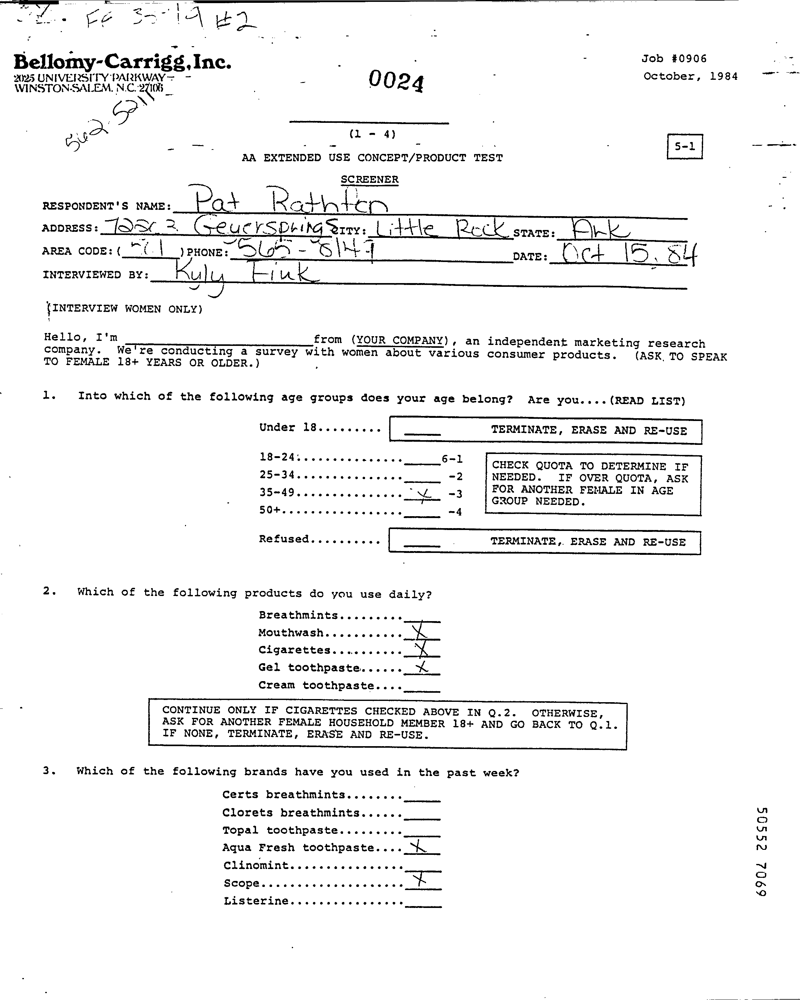 #2
Bellomy-Carrigg, Inc.
2025 UNIVERSITY PARKWAY
WINSTON-SALEM, N.C. 27106
0024
Job #0906
October, 1984
562-5211
(1 - 4)
5-1
AA EXTENDED USE CONCEPT/PRODUCT TEST
SCREENER
RESPONDENT'S NAME: Pat
ADDRESS: CITY: Little Rock STATE: Ark
AREA CODE: ( ) PHONE: 565-8147 DATE: Oct 15, 84
INTERVIEWED BY: Kyly Fink
(INTERVIEW WOMEN ONLY)
Hello, I'm ____ from (YOUR COMPANY), an independent marketing research
company. We're conducting a survey with women about various consumer products. (ASK TO SPEAK
TO FEMALE 18+ YEARS OR OLDER.)
1. Into which of the following age groups does your age belong? Are you....(READ LIST)
Under 18......... ____ TERMINATE, ERASE AND RE-USE
18-24...............____6-1
25-34...............____ -2
35-49...............X -3
50+.................____ -4
CHECK QUOTA TO DETERMINE IF
NEEDED. IF OVER QUOTA, ASK
FOR ANOTHER FEMALE IN AGE
GROUP NEEDED.
Refused.......... ____ TERMINATE, ERASE AND RE-USE
2. Which of the following products do you use daily?
Breathmints.........____
Mouthwash...........X
Cigarettes..........X
Gel toothpaste......X
Cream toothpaste....____
CONTINUE ONLY IF CIGARETTES CHECKED ABOVE IN Q.2. OTHERWISE,
ASK FOR ANOTHER FEMALE HOUSEHOLD MEMBER 18+ AND GO BACK TO Q.1.
IF NONE, TERMINATE, ERASE AND RE-USE.
3. Which of the following brands have you used in the past week?
Certs breathmints........____
Clorets breathmints......____
Topal toothpaste.........____
Aqua Fresh toothpaste....X
Clinomint................____
Scope....................X
Listerine................____
50552 7069